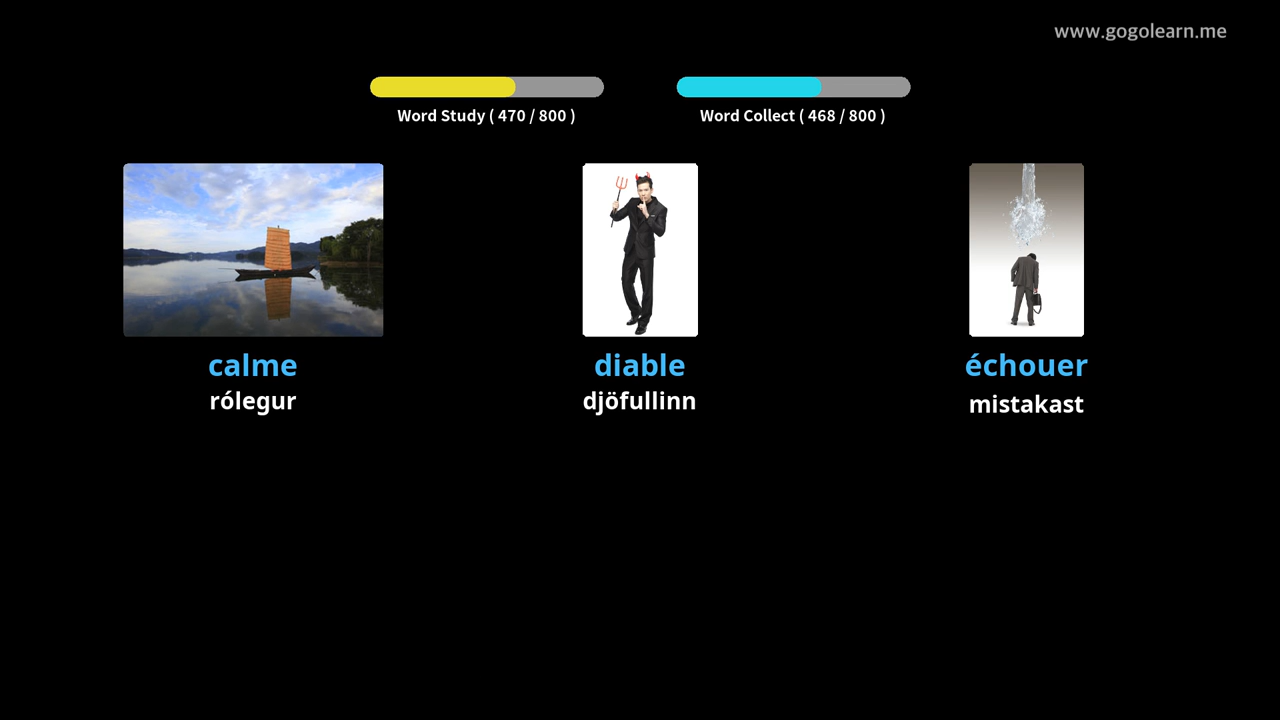 www.gogolearn.me
Word Study ( 470 / 800 )
Word Collect ( 468 / 800 )
calme
diable
échouer
rólegur
djöfullinn
mistakast